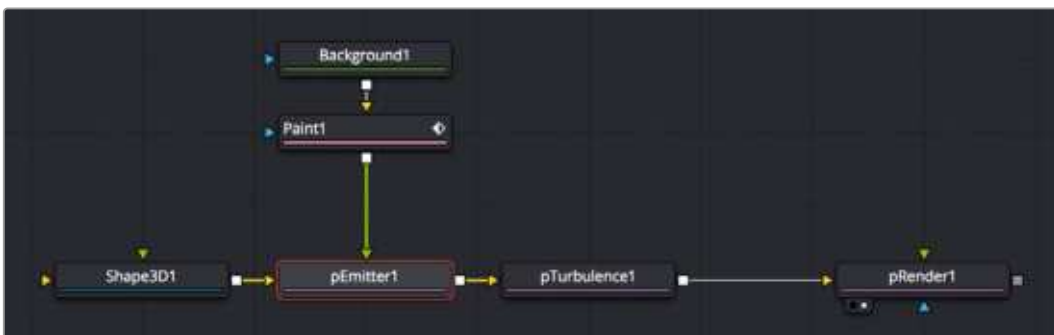 Background1
Paint1
Shape3D1
pEmitter1
pTurbulence1
pRender1